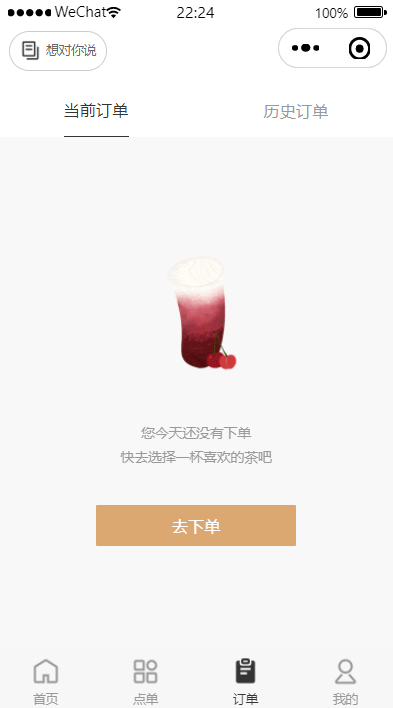 WeChat 22:24 100%
想对你说
当前订单 历史订单
您今天还没有下单
快去选择一杯喜欢的茶吧
去下单
首页 点单 订单 我的